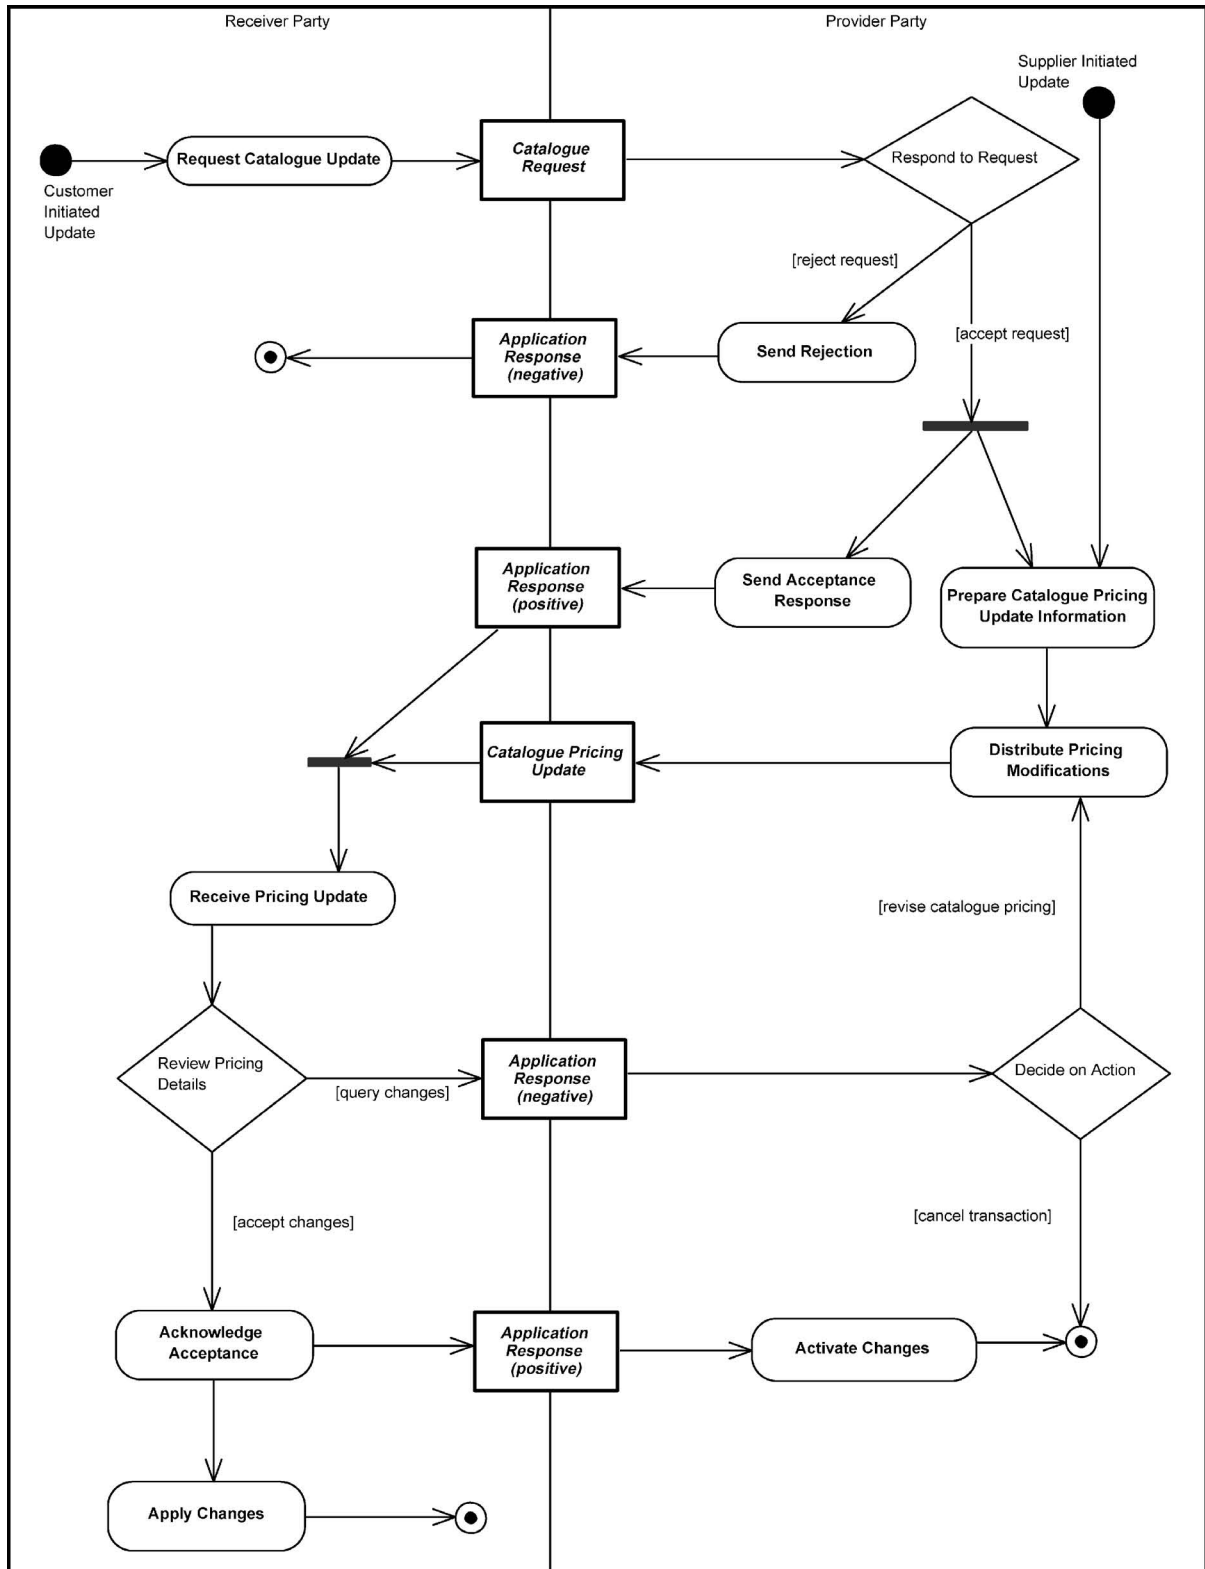 Receiver Party
Provider Party
Supplier Initiated
Update
Request Catalogue Update
Catalogue
Request
Respond to Request
Customer
Initiated
Update
[reject request]
[accept request]
Application
Response
(negative)
Send Rejection
Application
Response
(positive)
Send Acceptance
Response
Prepare Catalogue Pricing
Update Information
Catalogue Pricing
Update
Distribute Pricing
Modifications
Receive Pricing Update
[revise catalogue pricing]
Review Pricing
Details
[query changes]
Application
Response
(negative)
Decide on Action
[accept changes]
[cancel transaction]
Acknowledge
Acceptance
Application
Response
(positive)
Activate Changes
Apply Changes